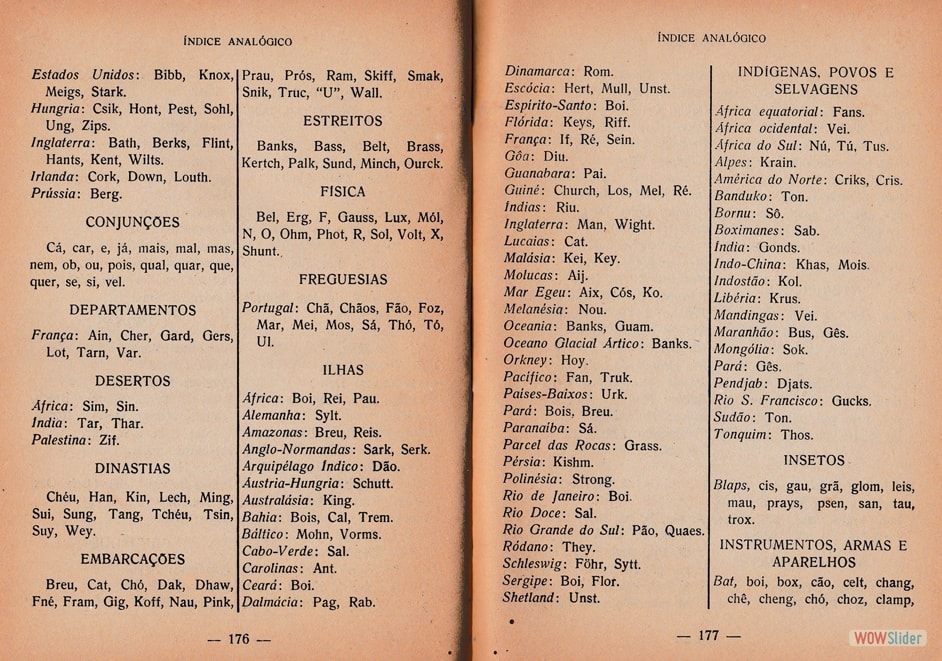 ÍNDICE ANALÓGICO
Estados Unidos: Bibb, Knox,
Meigs, Stark.
Hungria: Csik, Hont, Pest, Sohl,
Ung, Zips.
Inglaterra: Bath, Berks, Flint,
Hants, Kent, Wilts.
Irlanda: Cork, Down, Louth.
Prússia: Berg.
CONJUNÇÕES
Cá, car, e, já, mais, mal, mas,
nem, ob, ou, pois, qual, quar, que,
quer, se, si, vel.
DEPARTAMENTOS
França: Ain, Cher, Gard, Gers,
Lot, Tarn, Var.
DESERTOS
África: Sim, Sin.
India: Tar, Thar.
Palestina: Zif.
DINASTIAS
Chéu, Han, Kin, Lech, Ming,
Sui, Sung, Tang, Tchéu, Tsin,
Suy, Wey.
EMBARCAÇÕES
Breu, Cat, Chó, Dak, Dhaw,
Fné, Fram, Gig, Koff, Nau, Pink,
Prau, Prós, Ram, Skiff, Smak,
Snik, Truc, "U", Wall.
ESTREITOS
Banks, Bass, Belt, Brass,
Kertch, Palk, Sund, Minch, Ourck.
FÍSICA
Bel, Erg, F, Gauss, Lux, Mól,
N, O, Ohm, Phot, R, Sol, Volt, X,
Shunt.
FREGUESIAS
Portugal: Chã, Chãos, Fão, Foz,
Mar, Mei, Mos, Sá, Thó, Tó,
Ul.
ILHAS
África: Boi, Rei, Pau.
Alemanha: Sylt.
Amazonas: Breu, Reis.
Anglo-Normandas: Sark, Serk.
Arquipélago Indico: Dão.
Áustria-Hungria: Schutt.
Australásia: King.
Bahia: Bois, Cal, Trem.
Báltico: Mohn, Vorms.
Cabo-Verde: Sal.
Carolinas: Ant.
Ceará: Boi.
Dalmácia: Pag, Rab.
— 176 —
ÍNDICE ANALÓGICO
Dinamarca: Rom.
Escócia: Hert, Mull, Unst.
Espírito-Santo: Boi.
Flórida: Keys, Riff.
França: If, Ré, Sein.
Gôa: Diu.
Guanabara: Pai.
Guiné: Church, Los, Mel, Ré.
Índias: Riu.
Inglaterra: Man, Wight.
Lucaias: Cat.
Malásia: Kei, Key.
Molucas: Aij.
Mar Egeu: Aix, Cós, Ko.
Melanésia: Nou.
Oceania: Banks, Guam.
Oceano Glacial Ártico: Banks.
Orkney: Hoy.
Pacífico: Fan, Truk.
Países-Baixos: Urk.
Pará: Bois, Breu.
Paranaiba: Sá.
Parcel das Rocas: Grass.
Pérsia: Kishm.
Polinésia: Strong.
Rio de Janeiro: Boi.
Rio Doce: Sal.
Rio Grande do Sul: Pão, Quaes.
Ródano: They.
Schleswig: Föhr, Sytt.
Sergipe: Boi, Flor.
Shetland: Unst.
INDÍGENAS, POVOS E
SELVAGENS
África equatorial: Fans.
África ocidental: Vei.
África do Sul: Nú, Tú, Tus.
Alpes: Krain.
América do Norte: Criks, Cris.
Banduko: Ton.
Bornu: Sô.
Boximanes: Sab.
India: Gonds.
Indo-China: Khas, Mois.
Indostão: Kol.
Libéria: Krus.
Mandingas: Vei.
Maranhão: Bus, Gês.
Mongólia: Sok.
Pará: Gês.
Pendjab: Djats.
Rio S. Francisco: Gucks.
Sudão: Ton.
Tonquim: Thos.
INSETOS
Blaps, cis, gau, grã, glom, leis,
mau, prays, psen, san, tau,
trox.
INSTRUMENTOS, ARMAS E
APARELHOS
Bat, boi, box, cão, celt, chang,
chê, cheng, chó, choz, clamp,
— 177 —
WOWSlider